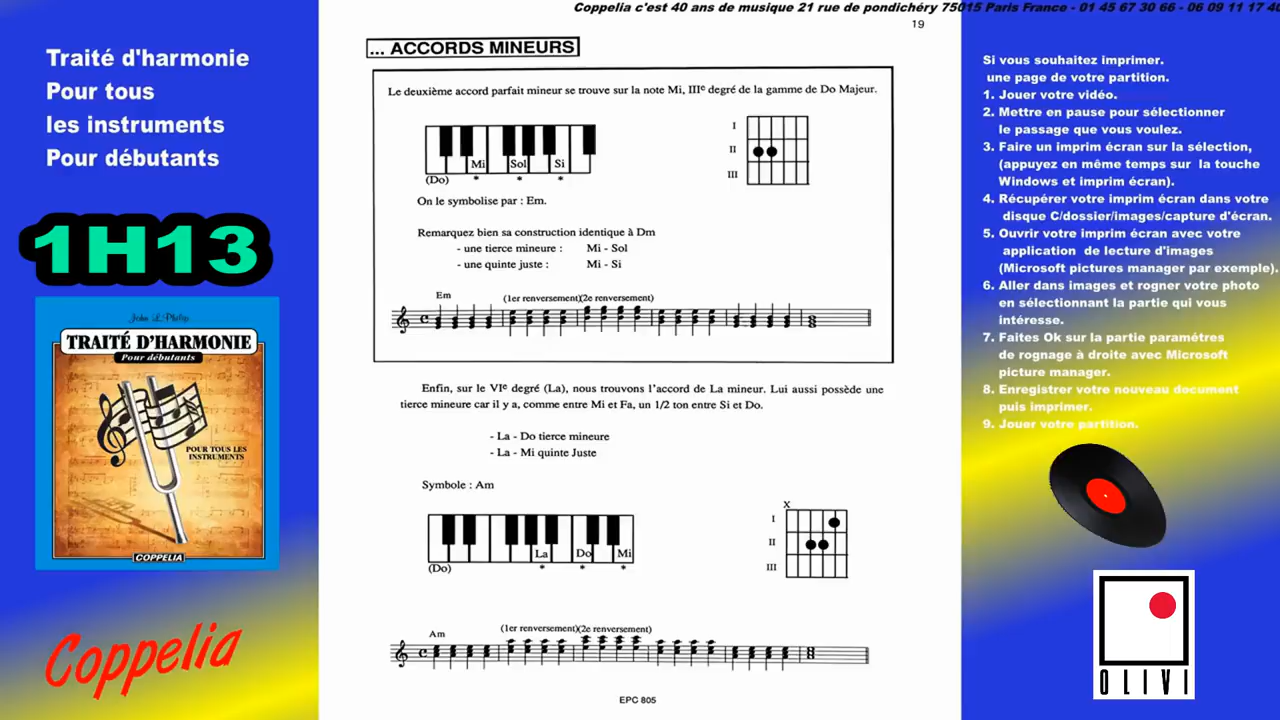 Coppelia c'est 40 ans de musique 21 rue de pondichéry 75015 Paris France - 01 45 67 30 66 - 06 09 11 17 40
Traité d'harmonie
Pour tous
les instruments
Pour débutants
1H13
John L. Philip
TRAITÉ D'HARMONIE
Pour débutants
POUR TOUS LES
INSTRUMENTS
COPPELIA
Coppelia
19
... ACCORDS MINEURS
Le deuxième accord parfait mineur se trouve sur la note Mi, IIIe degré de la gamme de Do Majeur.
Mi Sol Si
(Do) * * *
I
II
III
On le symbolise par : Em.
Remarquez bien sa construction identique à Dm
- une tierce mineure : Mi - Sol
- une quinte juste : Mi - Si
Em (1er renversement)(2e renversement)
Enfin, sur le VIe degré (La), nous trouvons l'accord de La mineur. Lui aussi possède une
tierce mineure car il y a, comme entre Mi et Fa, un 1/2 ton entre Si et Do.
- La - Do tierce mineure
- La - Mi quinte Juste
Symbole : Am
La Do Mi
(Do) * * *
X
I
II
III
Am (1er renversement)(2e renversement)
EPC 805
Si vous souhaitez imprimer.
une page de votre partition.
1. Jouer votre vidéo.
2. Mettre en pause pour sélectionner
le passage que vous voulez.
3. Faire un imprim écran sur la sélection,
(appuyez en même temps sur la touche
Windows et imprim écran).
4. Récupérer votre imprim écran dans votre
disque C/dossier/images/capture d'écran.
5. Ouvrir votre imprim écran avec votre
application de lecture d'images
(Microsoft pictures manager par exemple).
6. Aller dans images et rogner votre photo
en sélectionnant la partie qui vous
intéresse.
7. Faites Ok sur la partie paramétres
de rognage à droite avec Microsoft
picture manager.
8. Enregistrer votre nouveau document
puis imprimer.
9. Jouer votre partition.
OLIVI